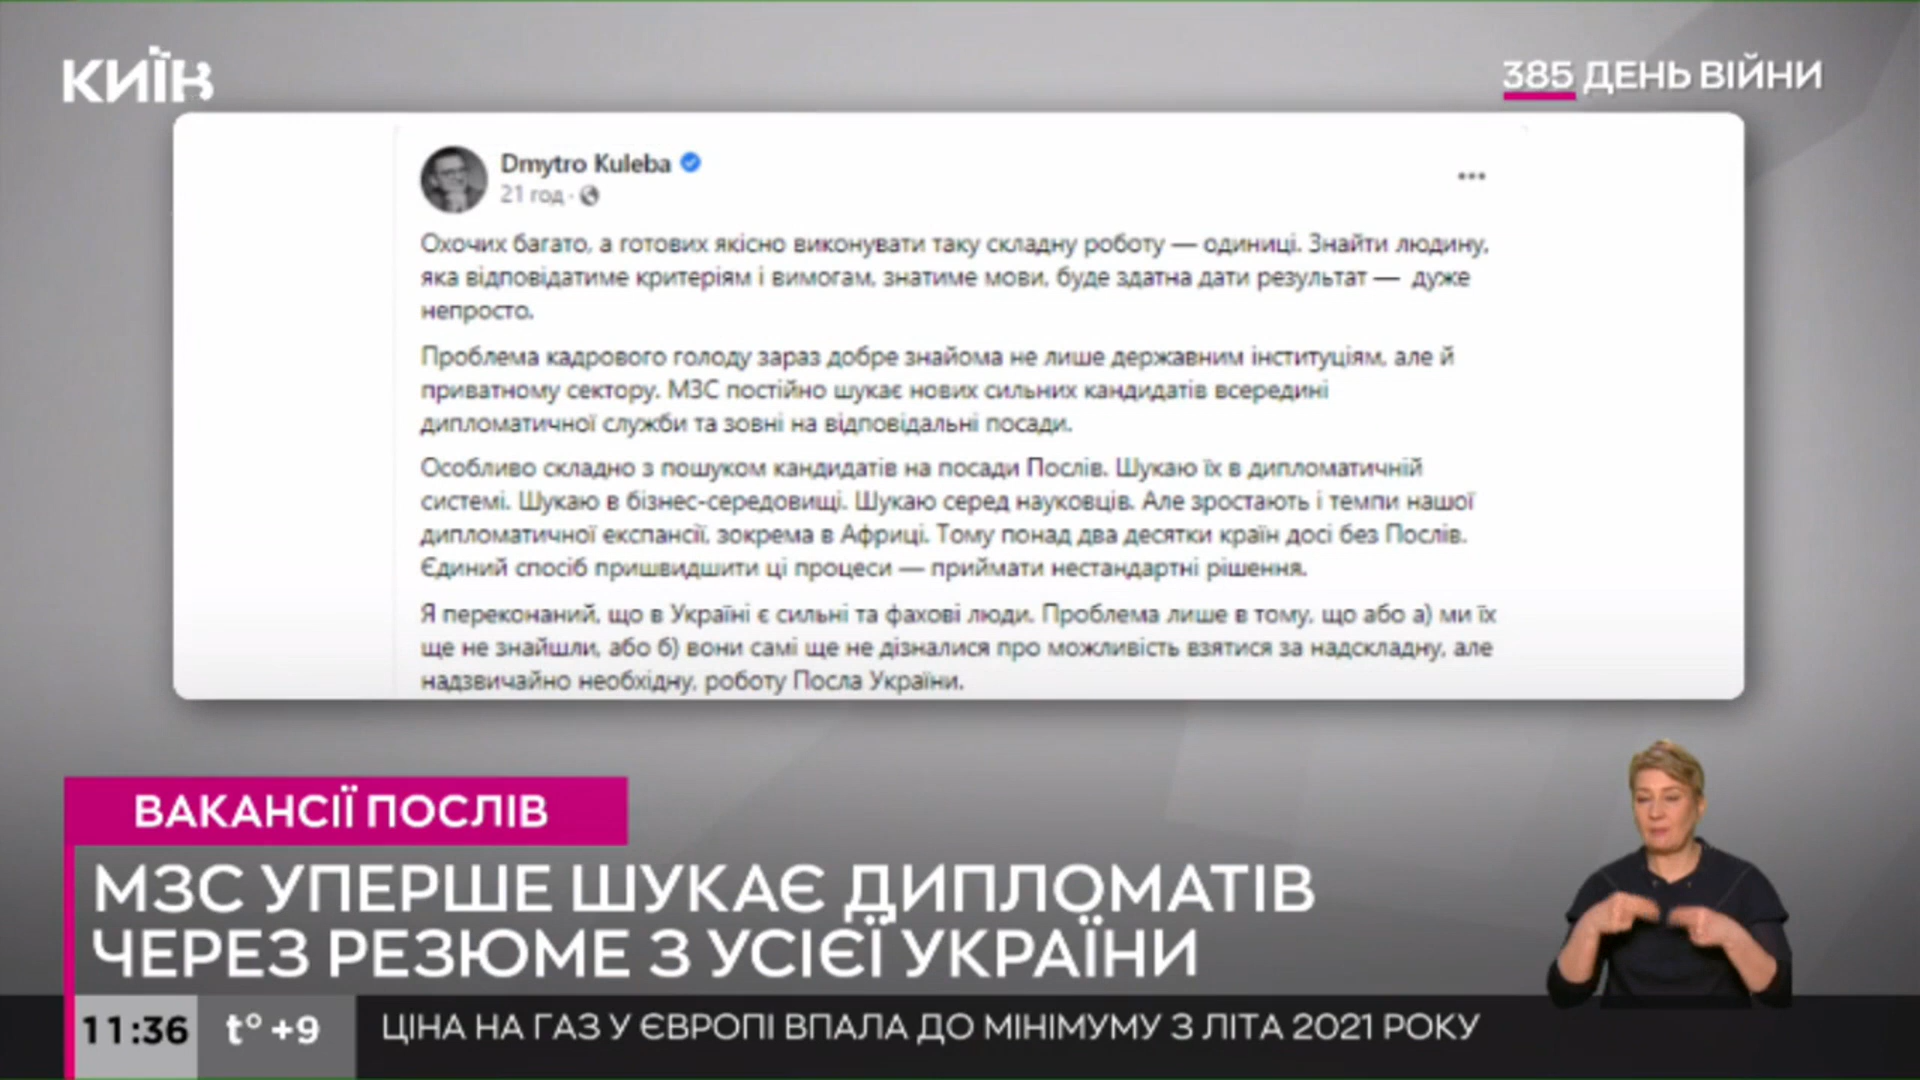 КИЇВ
385 ДЕНЬ ВІЙНИ
Dmytro Kuleba
21 год ·
Охочих багато, а готових якісно виконувати таку складну роботу — одиниці. Знайти людину,
яка відповідатиме критеріям і вимогам, знатиме мови, буде здатна дати результат — дуже
непросто.
Проблема кадрового голоду зараз добре знайома не лише державним інституціям, але й
приватному сектору. МЗС постійно шукає нових сильних кандидатів всередині
дипломатичної служби та зовні на відповідальні посади.
Особливо складно з пошуком кандидатів на посади Послів. Шукаю їх в дипломатичній
системі. Шукаю в бізнес-середовищі. Шукаю серед науковців. Але зростають і темпи нашої
дипломатичної експансії, зокрема в Африці. Тому понад два десятки країн досі без Послів.
Єдиний спосіб пришвидшити ці процеси — приймати нестандартні рішення.
Я переконаний, що в Україні є сильні та фахові люди. Проблема лише в тому, що або а) ми їх
ще не знайшли, або б) вони самі ще не дізналися про можливість взятися за надскладну, але
надзвичайно необхідну, роботу Посла України.
ВАКАНСІЇ ПОСЛІВ
МЗС УПЕРШЕ ШУКАЄ ДИПЛОМАТІВ
ЧЕРЕЗ РЕЗЮМЕ З УСІЄЇ УКРАЇНИ
11:36 t° +9 ЦІНА НА ГАЗ У ЄВРОПІ ВПАЛА ДО МІНІМУМУ З ЛІТА 2021 РОКУ